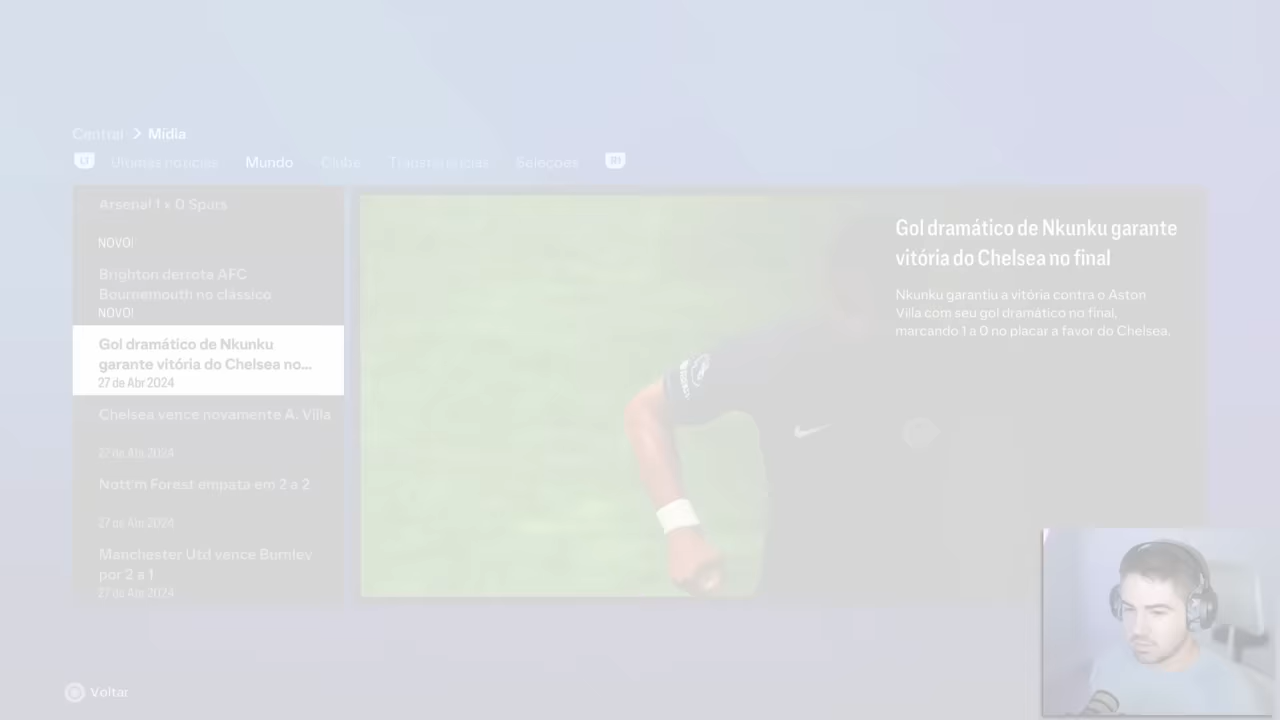 Central > Mídia
L1 Últimas notícias Mundo Clube Transferências Seleções R1
Arsenal 1 x 0 Spurs
NOVO!
Brighton derrota AFC
Bournemouth no clássico
NOVO!
Gol dramático de Nkunku
garante vitória do Chelsea no...
27 de Abr 2024
Chelsea vence novamente A. Villa
27 de Abr 2024
Nott'm Forest empata em 2 a 2
27 de Abr 2024
Manchester Utd vence Burnley
por 2 a 1
27 de Abr 2024
Gol dramático de Nkunku garante
vitória do Chelsea no final
Nkunku garantiu a vitória contra o Aston
Villa com seu gol dramático no final,
marcando 1 a 0 no placar a favor do Chelsea.
Voltar